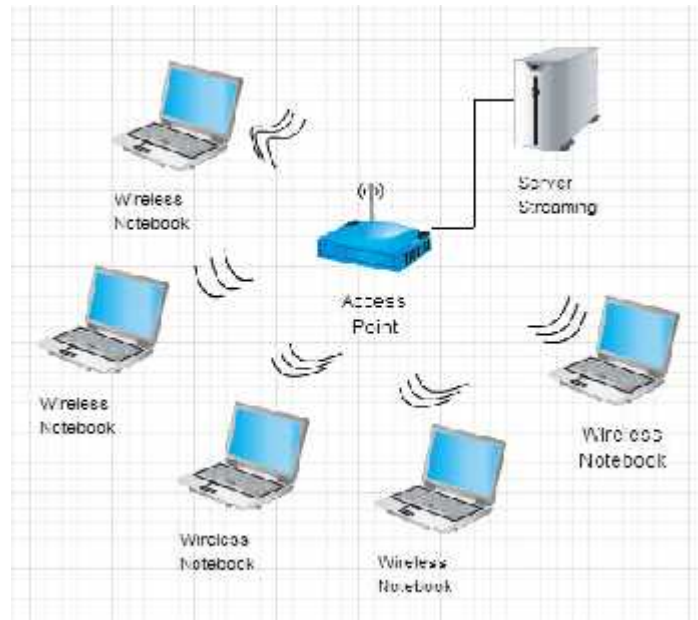 Wireless
Notebook
Server
Streaming
Access
Point
Wireless
Notebook
Wireless
Notebook
Wireless
Notebook
Wireless
Notebook